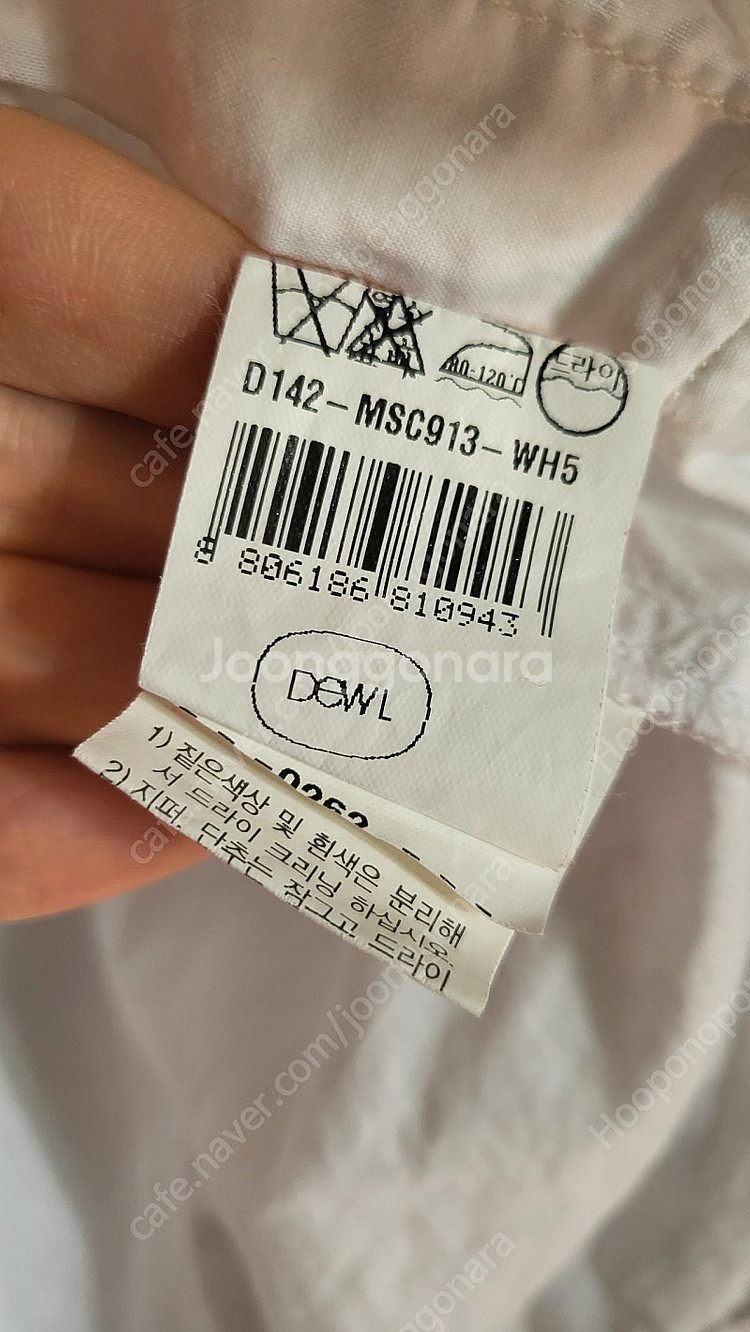 80-120℃
드라이
D142-MSC913-WH5
8 806186 810943
DEWL
1) 짙은색상 및 흰색은 분리해
서 드라이 크리닝 하십시오.
2) 지퍼, 단추는 잠그고 드라이
Joonggonara
cafe.naver.com/joonggonara
Hooponopono